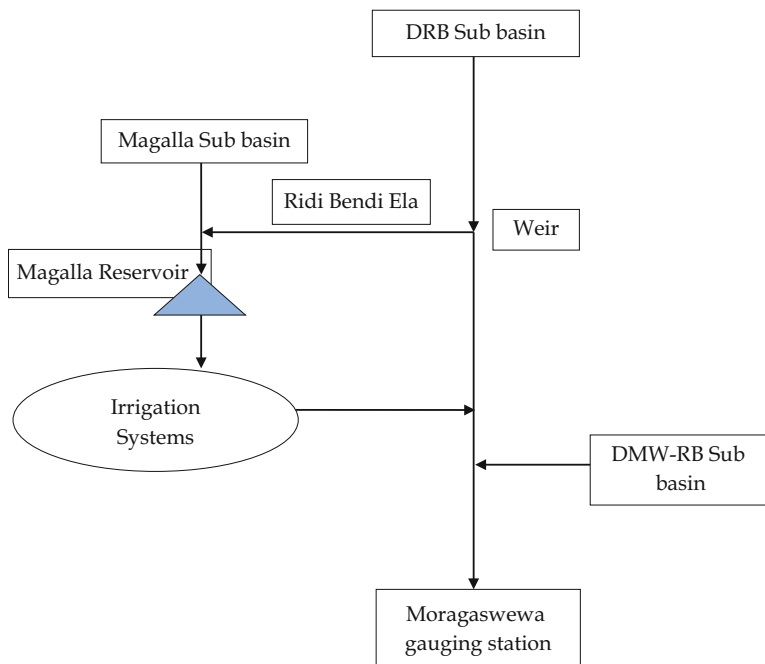 DRB Sub basin
Magalla Sub basin
Ridi Bendi Ela
Weir
Magalla Reservoir
Irrigation
Systems
DMW-RB Sub
basin
Moragaswewa
gauging station